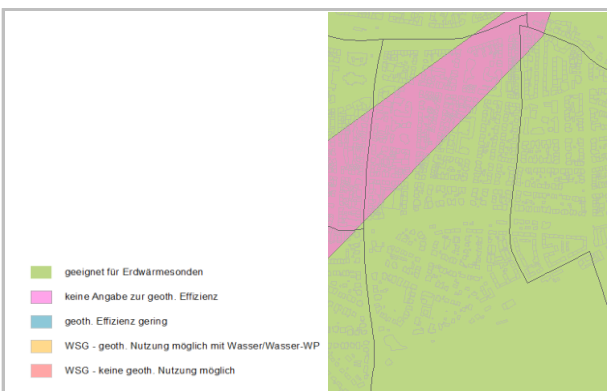 geeignet für Erdwärmesonden
keine Angabe zur geoth. Effizienz
geoth. Effizienz gering
WSG - geoth. Nutzung möglich mit Wasser/Wasser-WP
WSG - keine geoth. Nutzung möglich